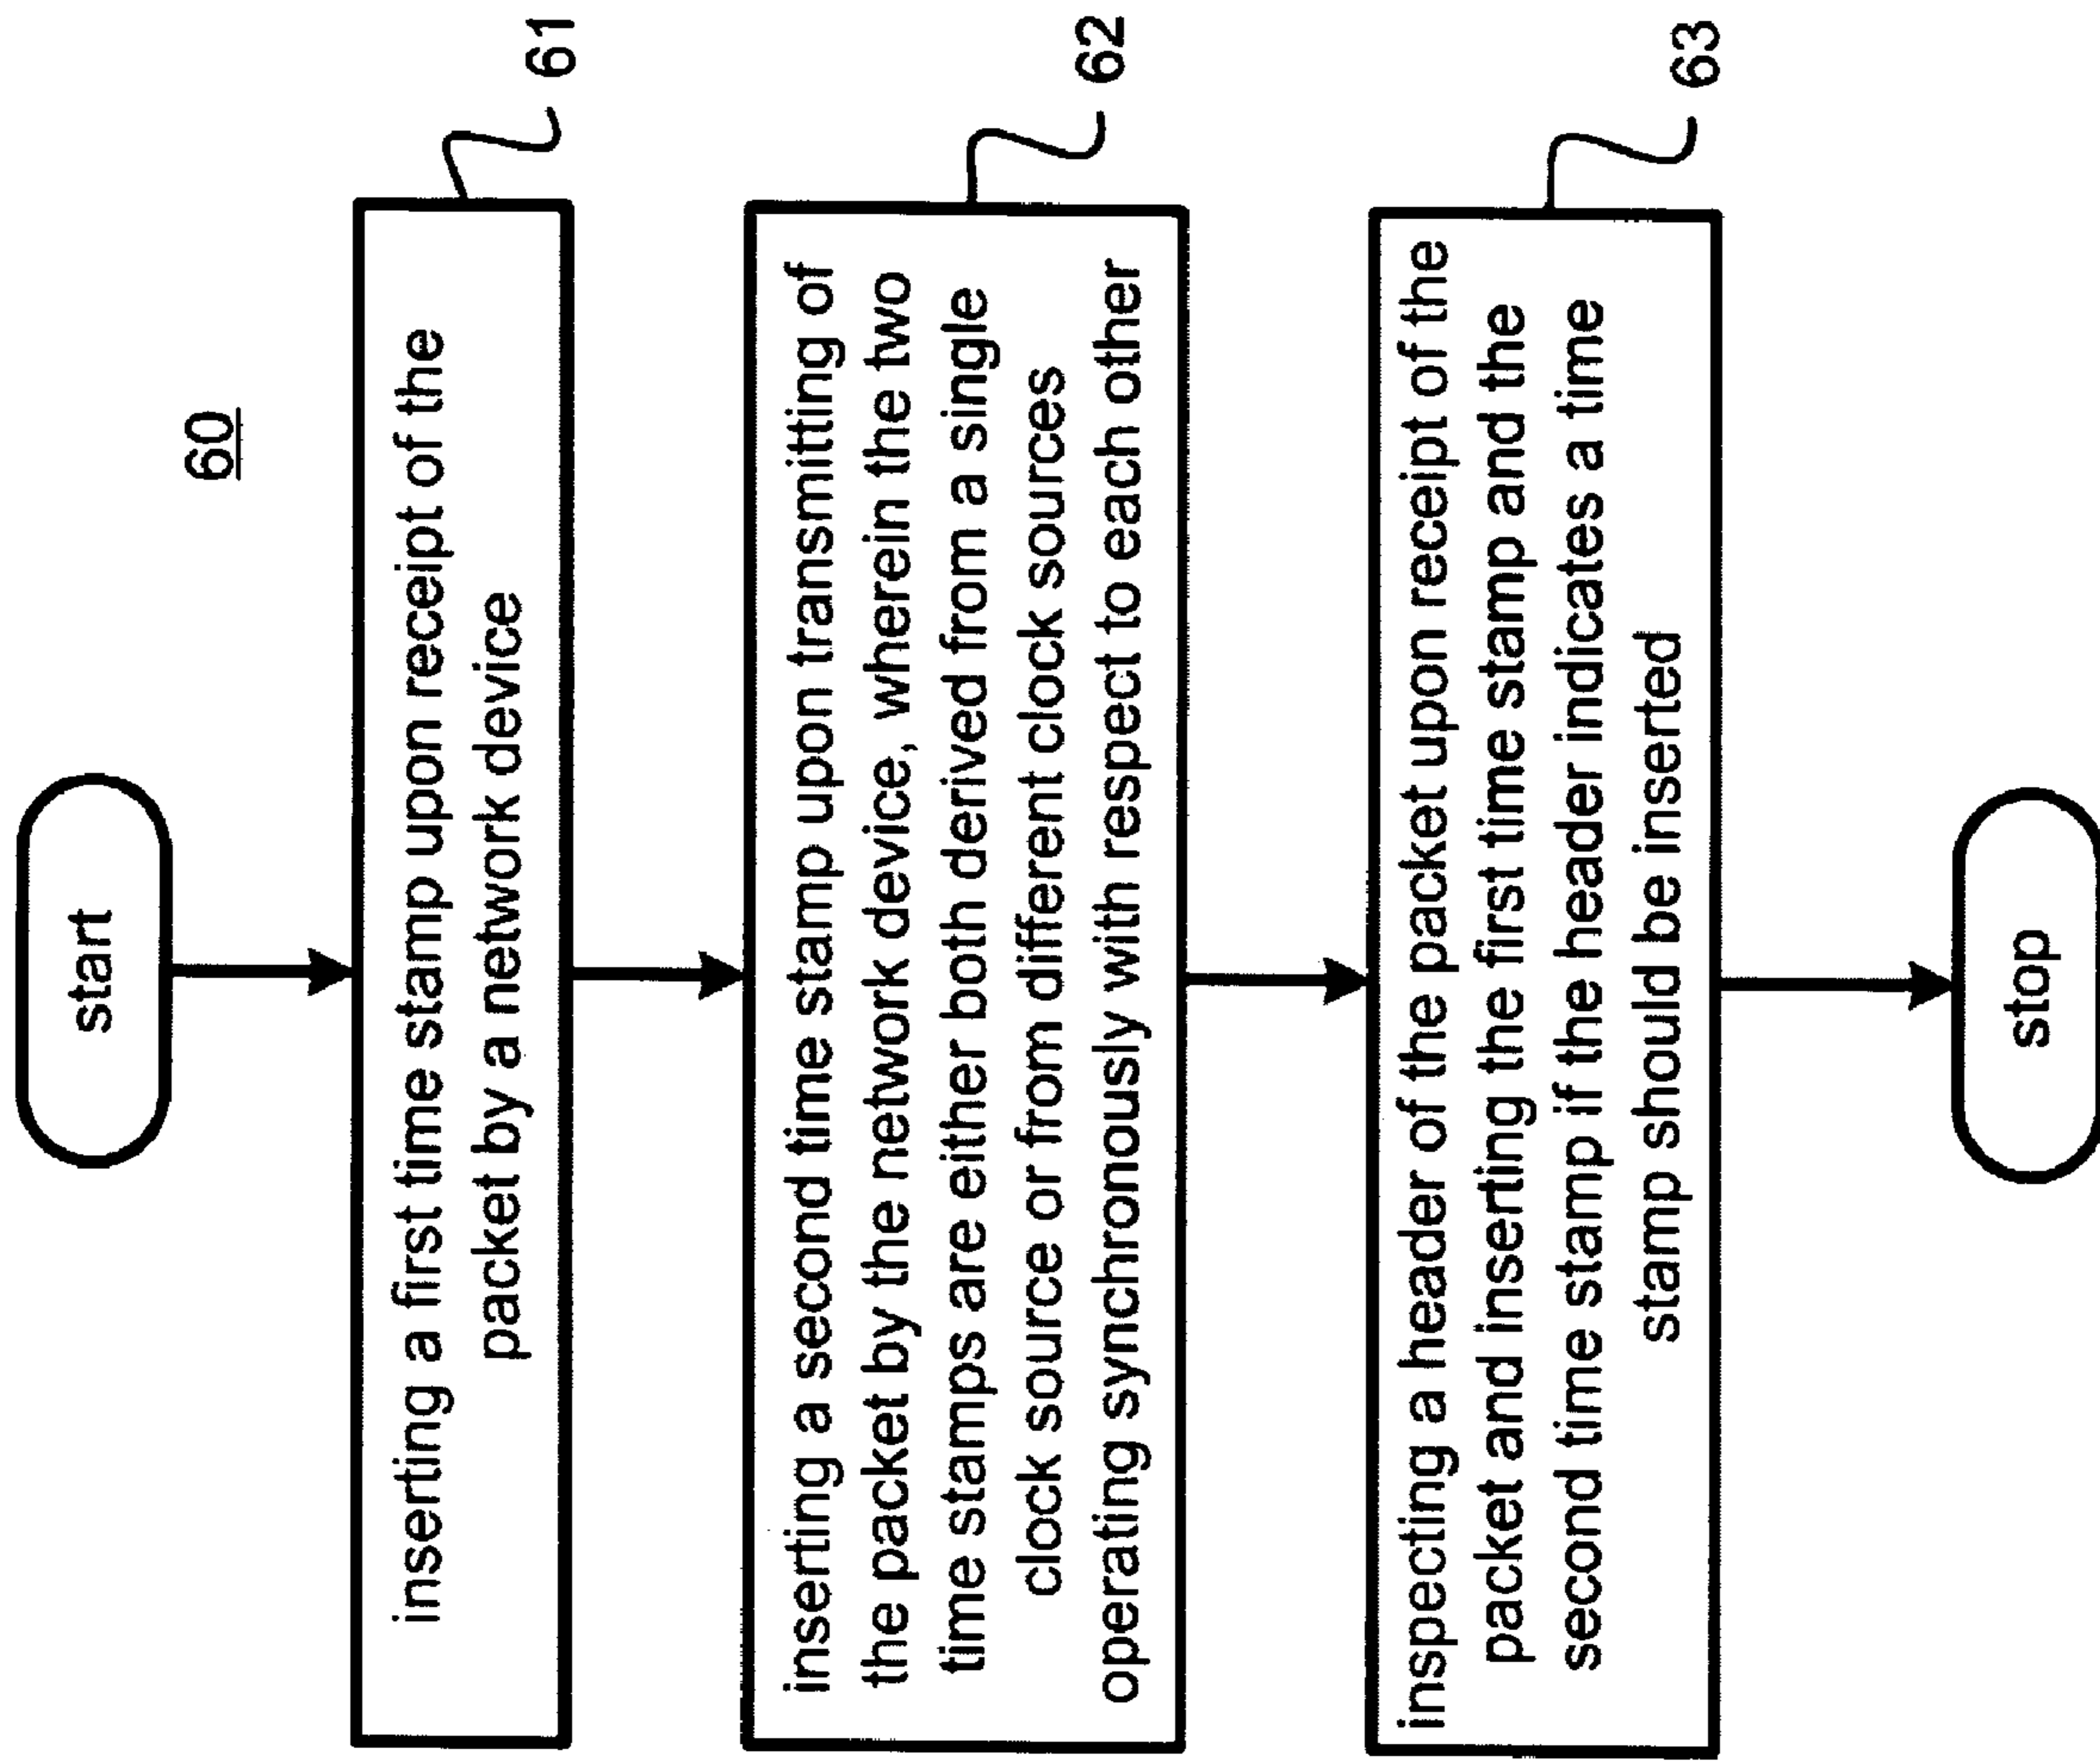 60
start
inserting a first time stamp upon receipt of the
packet by a network device
61
inserting a second time stamp upon transmitting of
the packet by the network device, wherein the two
time stamps are either both derived from a single
clock source or from different clock sources
operating synchronously with respect to each other
62
inspecting a header of the packet upon receipt of the
packet and inserting the first time stamp and the
second time stamp if the header indicates a time
stamp should be inserted
63
stop